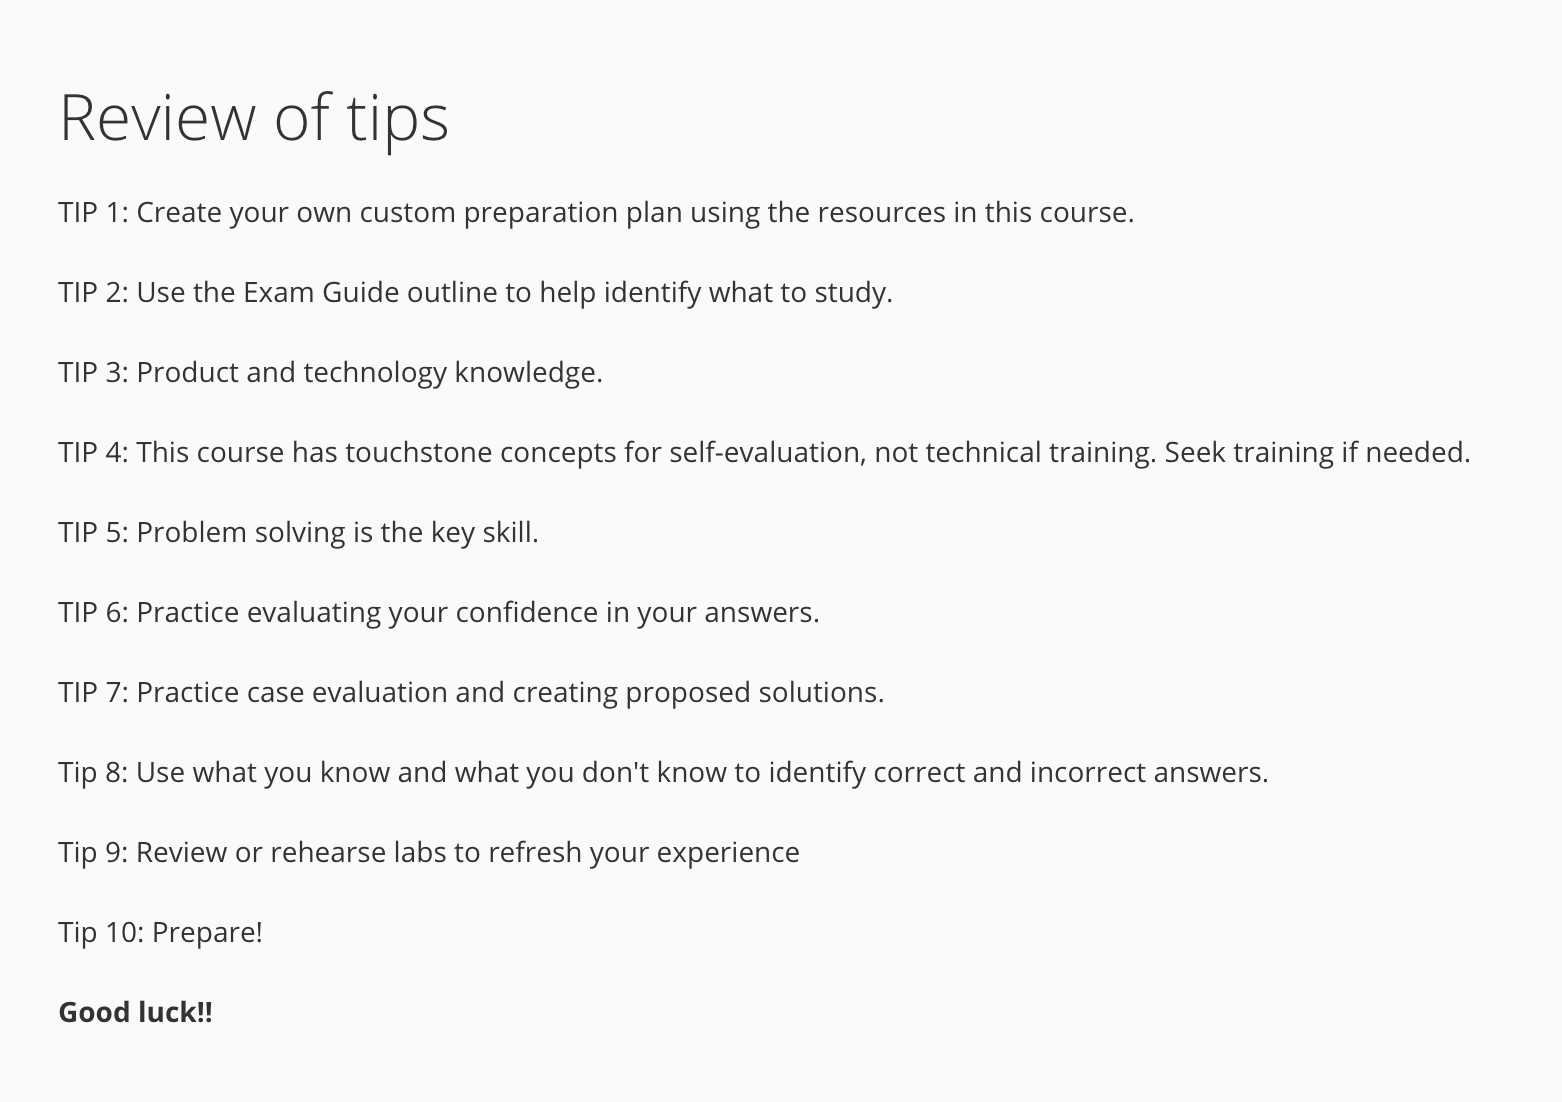 Review of tips
TIP 1: Create your own custom preparation plan using the resources in this course.
TIP 2: Use the Exam Guide outline to help identify what to study.
TIP 3: Product and technology knowledge.
TIP 4: This course has touchstone concepts for self-evaluation, not technical training. Seek training if needed.
TIP 5: Problem solving is the key skill.
TIP 6: Practice evaluating your confidence in your answers.
TIP 7: Practice case evaluation and creating proposed solutions.
Tip 8: Use what you know and what you don't know to identify correct and incorrect answers.
Tip 9: Review or rehearse labs to refresh your experience
Tip 10: Prepare!
Good luck!!